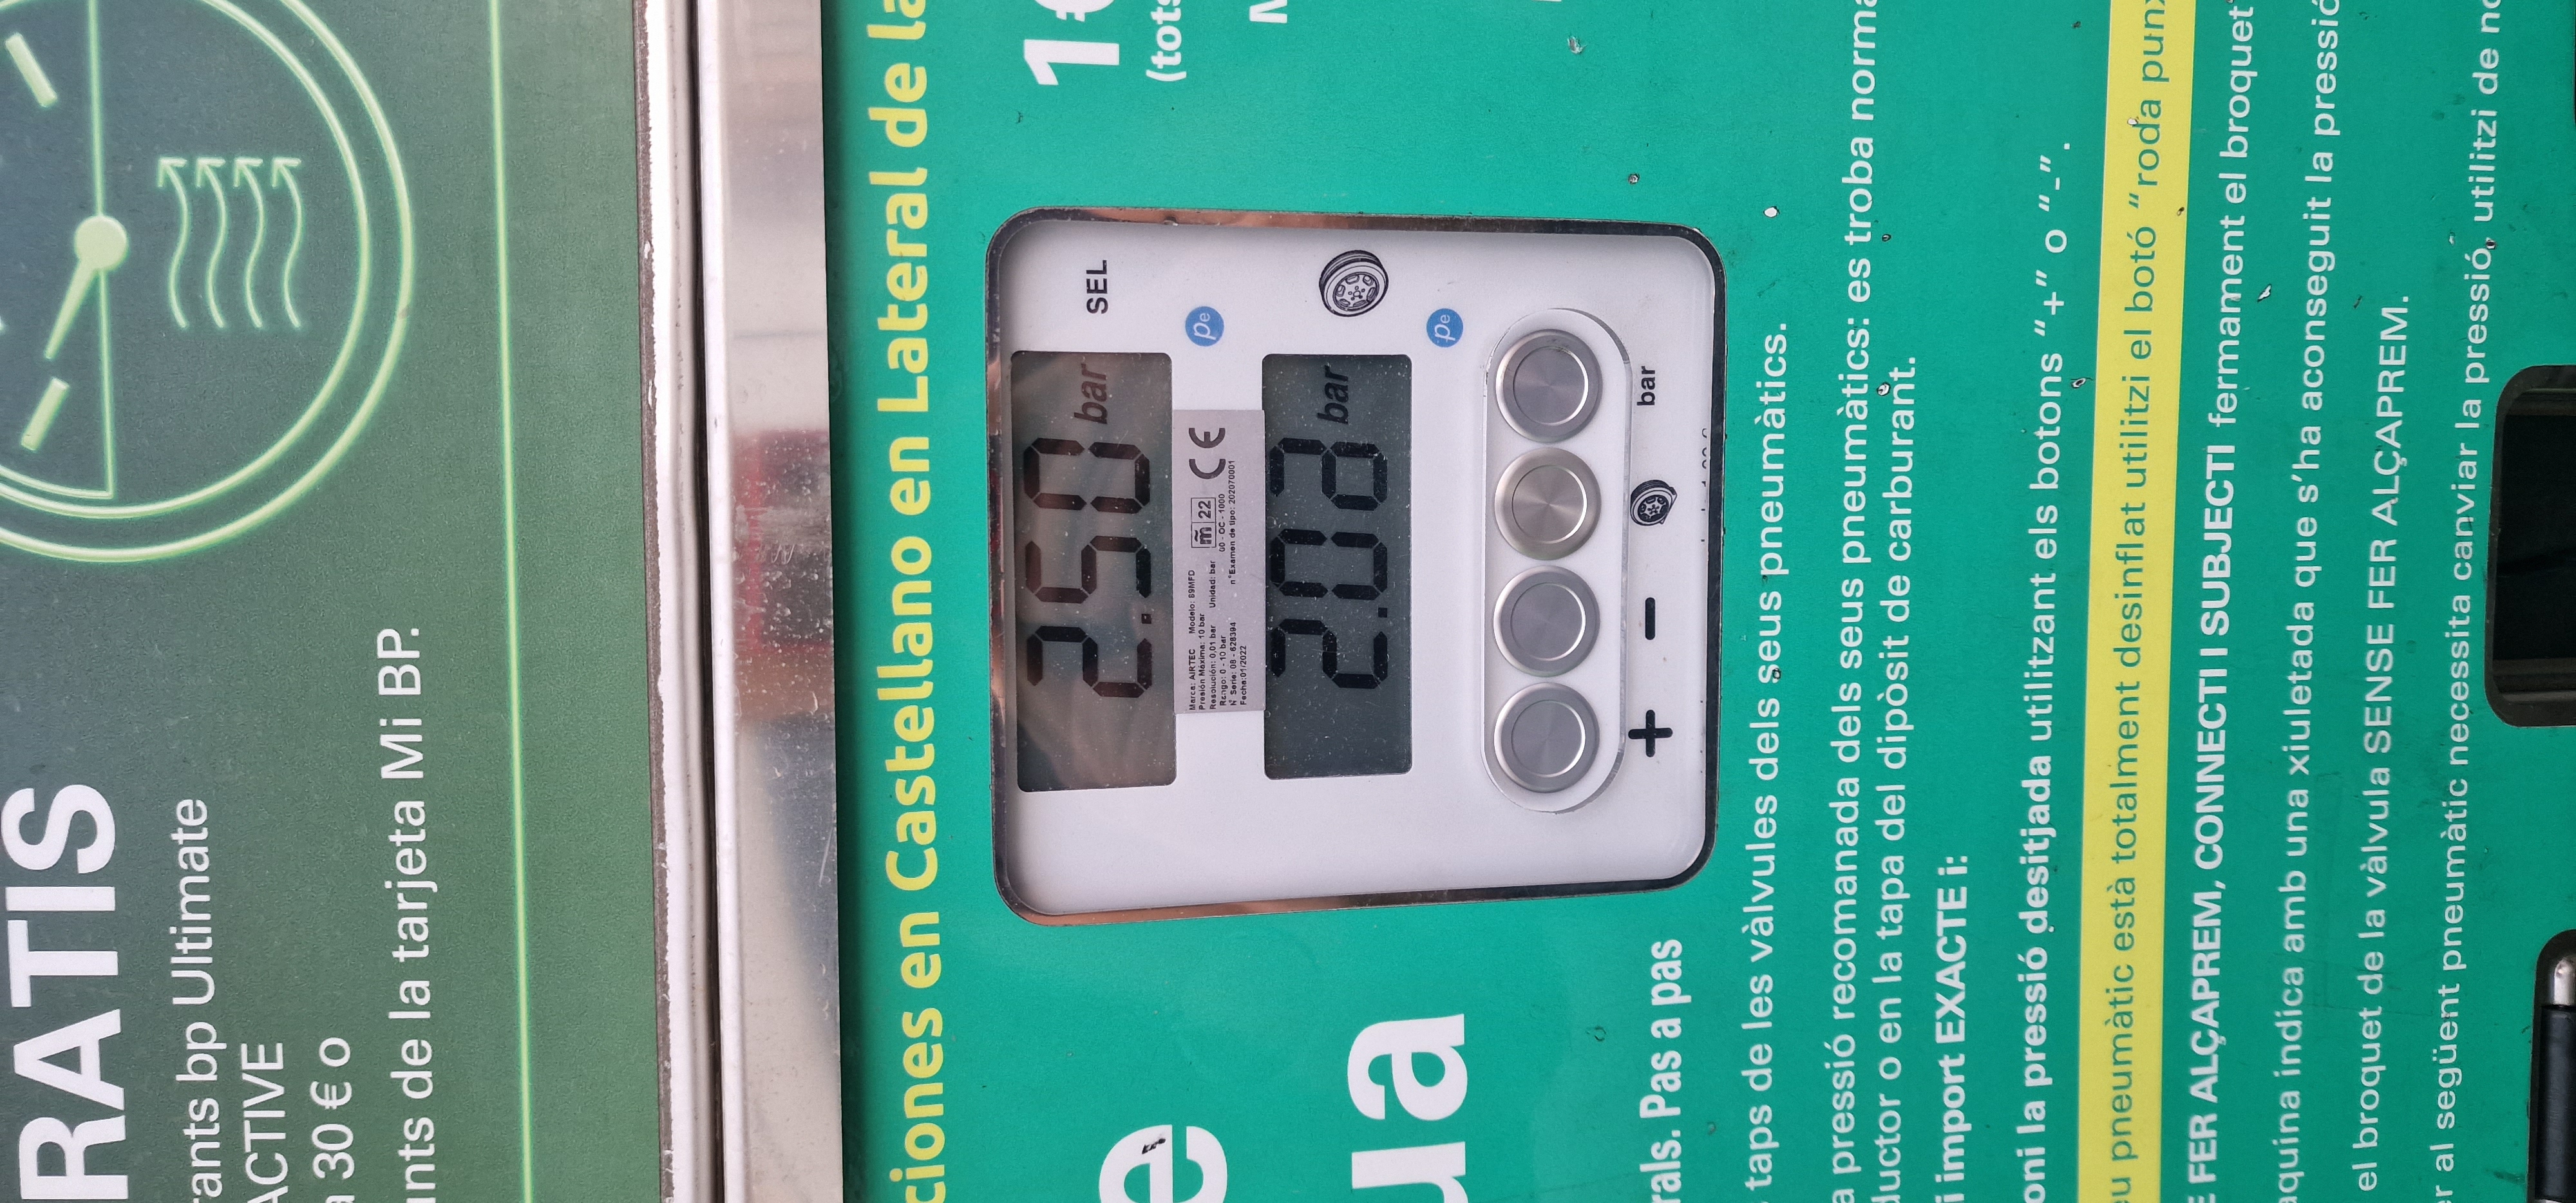 RATIS
rants bp Ultimate
ACTIVE
a 30 € o
unts de la tarjeta Mi BP.
ciones en Castellano en Lateral de la
e
ua
2.50 bar
SEL
Marca: AIRTEC Modelo: 69MFD
Presión Máxima: 10 bar
Resolución: 0,01 bar Unidad: bar
Rango: 0 - 10 bar
Nº Serie: 08 - 628394 nº Examen de tipo: 202070001
Fecha: 01/2022
m 22
00 - OC - 1000
CE
pe
bar
pe
+ - bar
1€
(tots
rals. Pas a pas
taps de les vàlvules dels seus pneumàtics.
a pressió recomanada dels seus pneumàtics: es troba norma
ductor o en la tapa del dipòsit de carburant.
i import EXACTE i:
oni la pressió desitjada utilitzant els botons “+” o “-”.
eu pneumàtic està totalment desinflat utilitzi el botó “roda punx
E FER ALÇAPREM, CONNECTI I SUBJECTI fermament el broquet
aquina indica amb una xiuletada que s’ha aconseguit la pressió
el broquet de la vàlvula SENSE FER ALÇAPREM.
er al següent pneumàtic necessita canviar la pressió, utilitzi de no